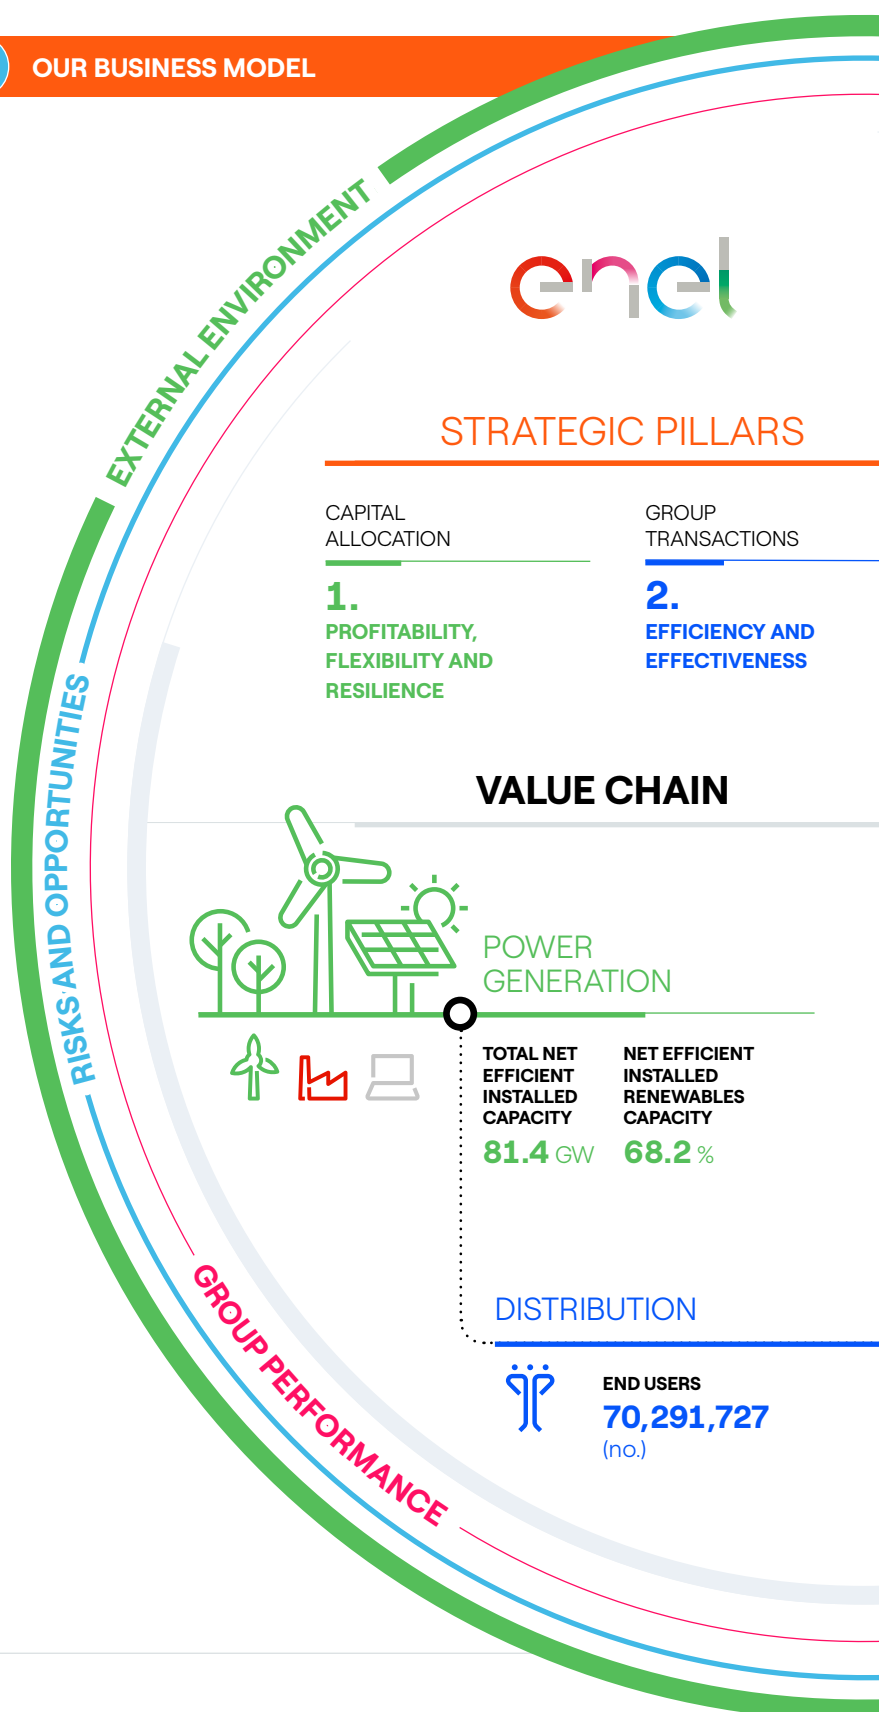 OUR BUSINESS MODEL
EXTERNAL ENVIRONMENT
enel
STRATEGIC PILLARS
CAPITAL
ALLOCATION
1.
PROFITABILITY,
FLEXIBILITY AND
RESILIENCE
GROUP
TRANSACTIONS
2.
EFFICIENCY AND
EFFECTIVENESS
RISKS AND OPPORTUNITIES
VALUE CHAIN
POWER
GENERATION
TOTAL NET
EFFICIENT
INSTALLED
CAPACITY
81.4 GW
NET EFFICIENT
INSTALLED
RENEWABLES
CAPACITY
68.2 %
GROUP PERFORMANCE
DISTRIBUTION
END USERS
70,291,727
(no.)